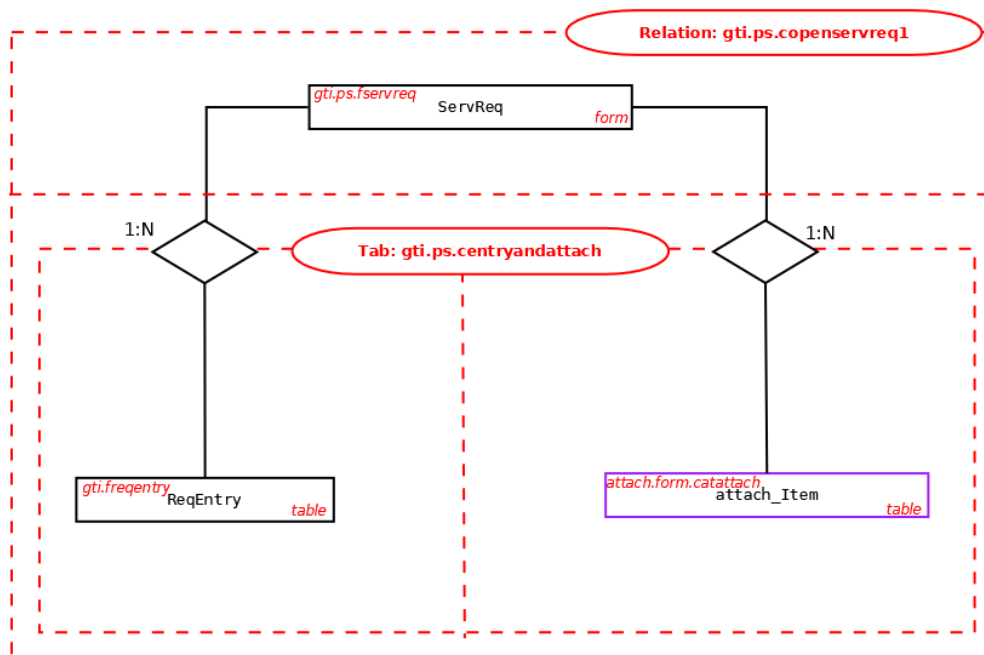 Relation: gti.ps.copenservreq1
gti.ps.fservreq
ServReq
form
1:N
1:N
Tab: gti.ps.centryandattach
gti.freqentry
ReqEntry
table
attach.form.catattach
attach_Item
table